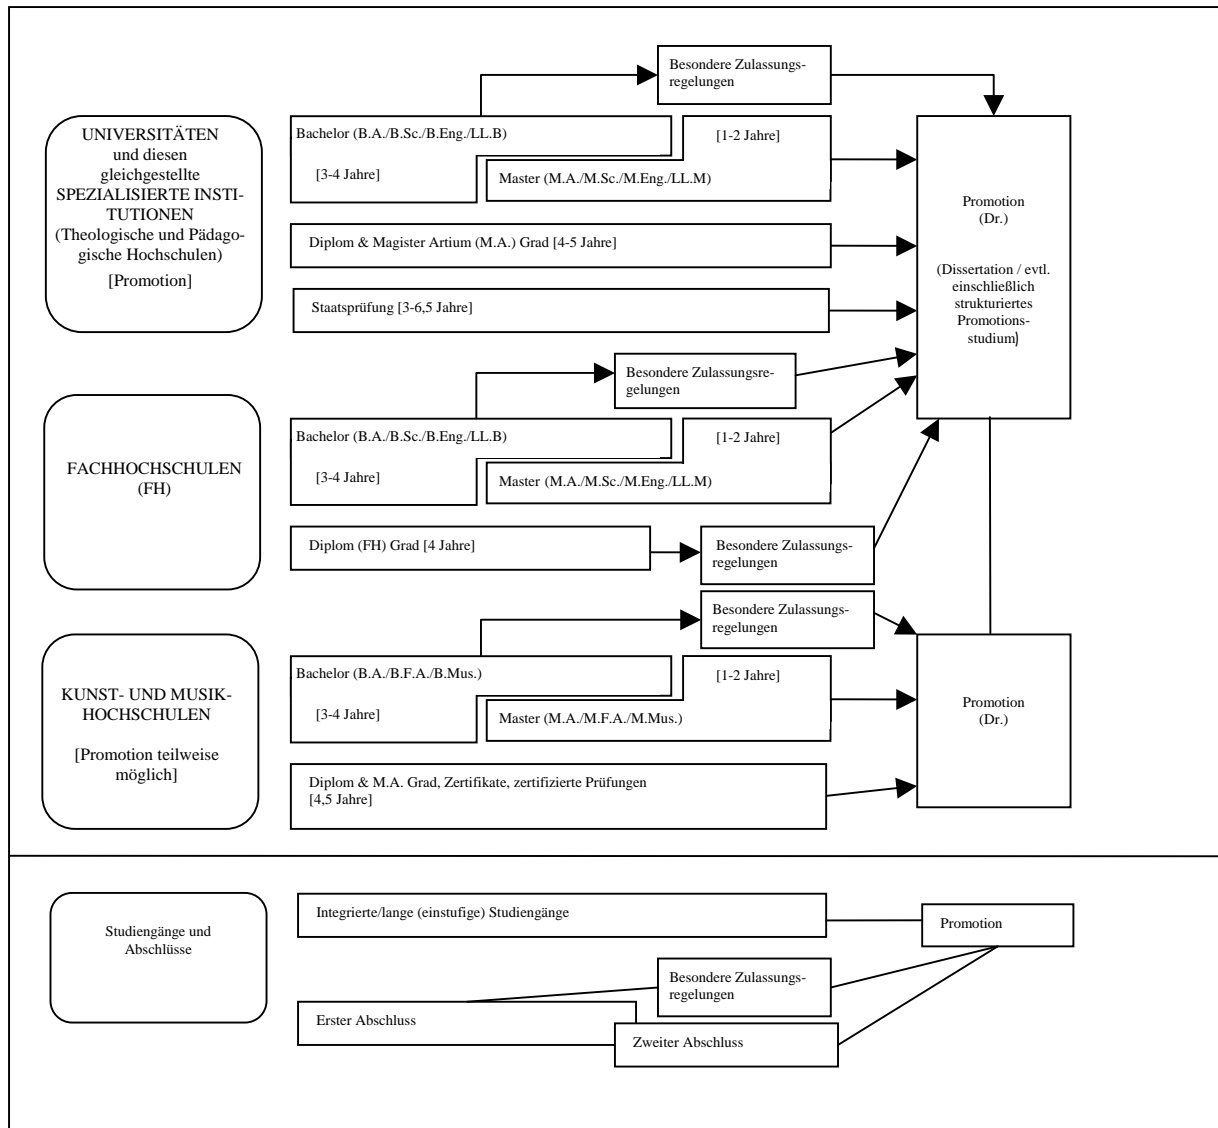 Besondere Zulassungs-
regelungen
UNIVERSITÄTEN
und diesen
gleichgestellte
SPEZIALISIERTE INSTI-
TUTIONEN
(Theologische und Pädago-
gische Hochschulen)
[Promotion]
Bachelor (B.A./B.Sc./B.Eng./LL.B)
[3-4 Jahre]
[1-2 Jahre]
Master (M.A./M.Sc./M.Eng./LL.M)
Diplom & Magister Artium (M.A.) Grad [4-5 Jahre]
Staatsprüfung [3-6,5 Jahre]
Promotion
(Dr.)
(Dissertation / evtl.
einschließlich
strukturiertes
Promotions-
studium)
Besondere Zulassungsre-
gelungen
FACHHOCHSCHULEN
(FH)
Bachelor (B.A./B.Sc./B.Eng./LL.B)
[3-4 Jahre]
[1-2 Jahre]
Master (M.A./M.Sc./M.Eng./LL.M)
Diplom (FH) Grad [4 Jahre]
Besondere Zulassungs-
regelungen
Besondere Zulassungs-
regelungen
KUNST- UND MUSIK-
HOCHSCHULEN
[Promotion teilweise
möglich]
Bachelor (B.A./B.F.A./B.Mus.)
[3-4 Jahre]
[1-2 Jahre]
Master (M.A./M.F.A./M.Mus.)
Diplom & M.A. Grad, Zertifikate, zertifizierte Prüfungen
[4,5 Jahre]
Promotion
(Dr.)
Studiengänge und
Abschlüsse
Integrierte/lange (einstufige) Studiengänge
Promotion
Besondere Zulassungs-
regelungen
Erster Abschluss
Zweiter Abschluss